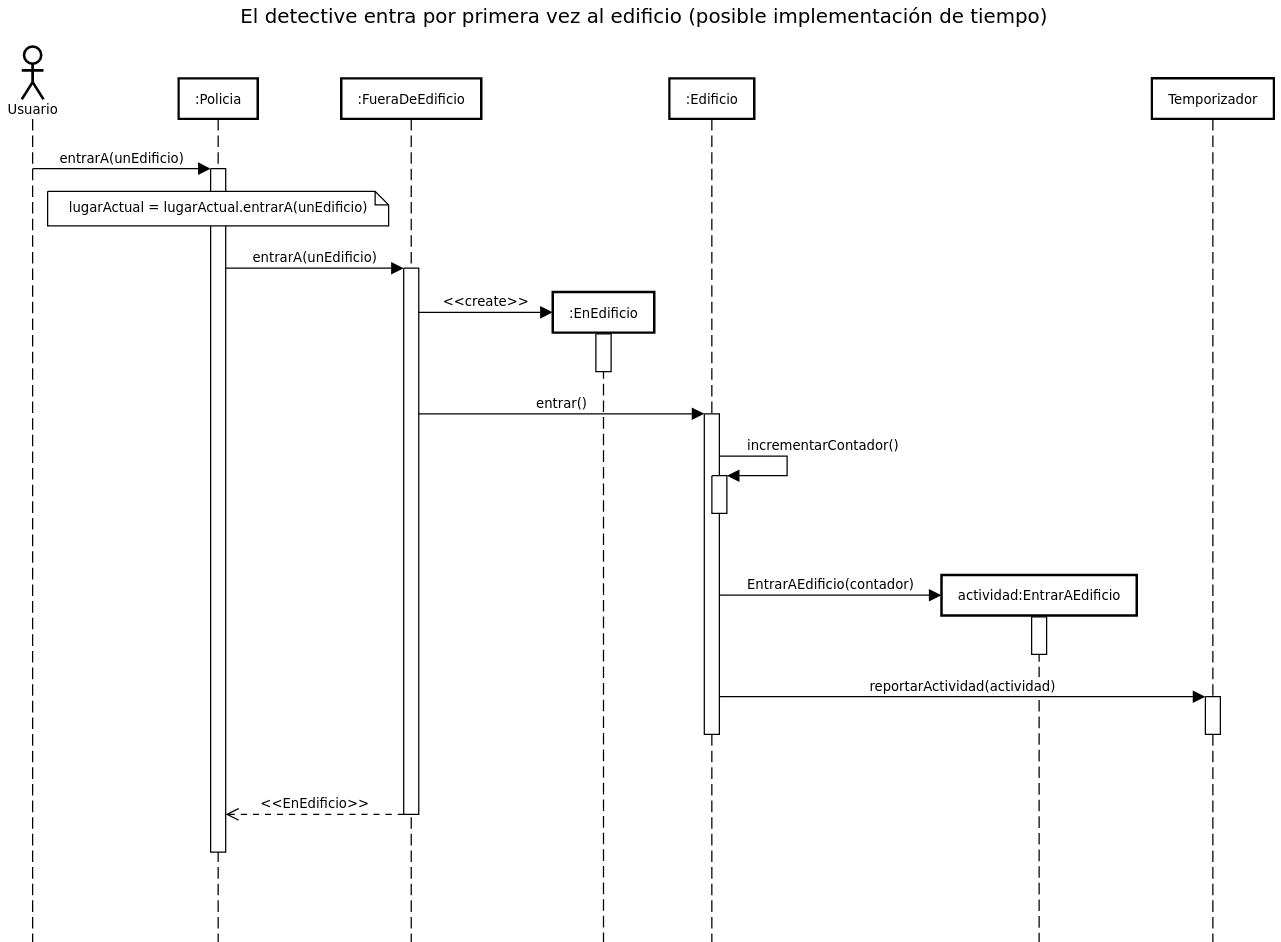 El detective entra por primera vez al edificio (posible implementación de tiempo)
Usuario
:Policia
:FueraDeEdificio
:Edificio
Temporizador
entrarA(unEdificio)
lugarActual = lugarActual.entrarA(unEdificio)
entrarA(unEdificio)
<<create>>
:EnEdificio
entrar()
incrementarContador()
EntrarAEdificio(contador)
actividad:EntrarAEdificio
reportarActividad(actividad)
<<EnEdificio>>